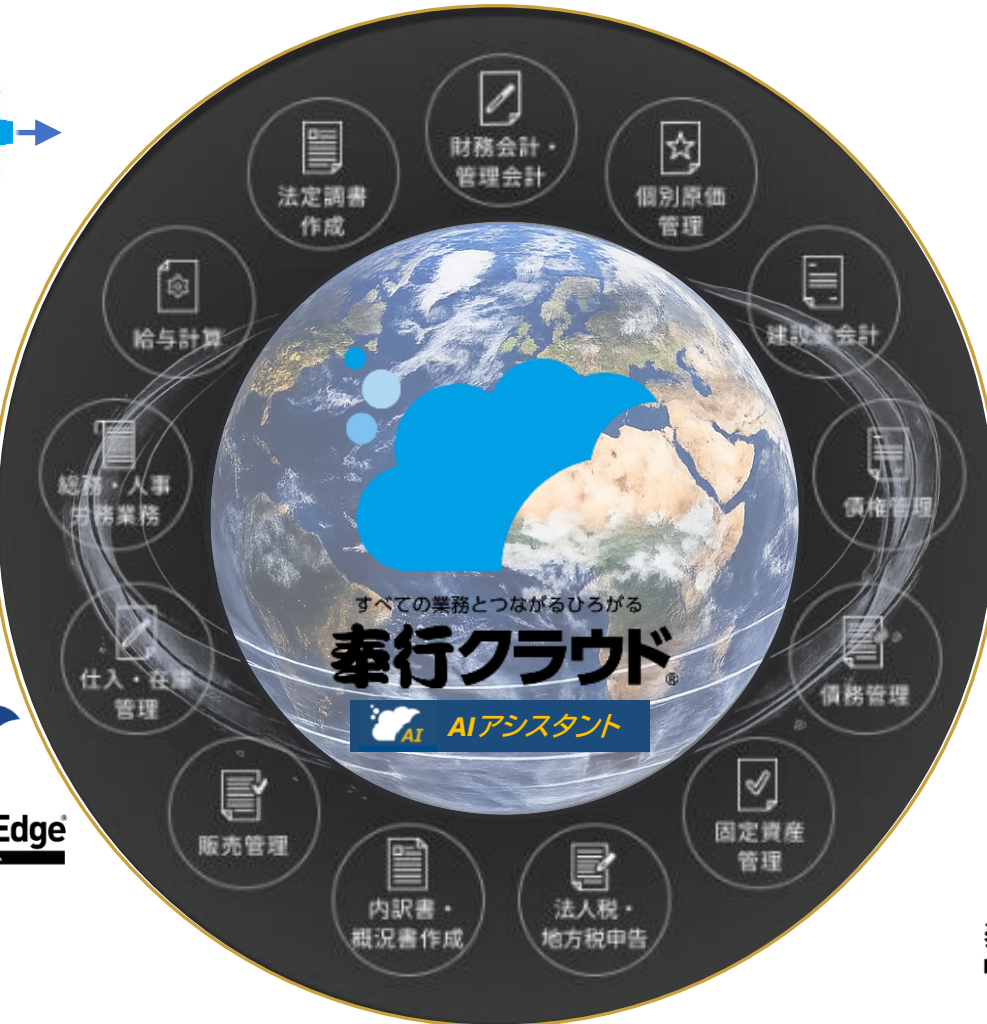 財務会計・
管理会計
法定調書
作成
個別原価
管理
給与計算
建設業会計
総務・人事
労務業務
債権管理
すべての業務とつながるひろがる
奉行クラウド®
AI AIアシスタント
仕入・在庫
管理
債務管理
Edge®
販売管理
固定資産
管理
内訳書・
概況書作成
法人税・
地方税申告